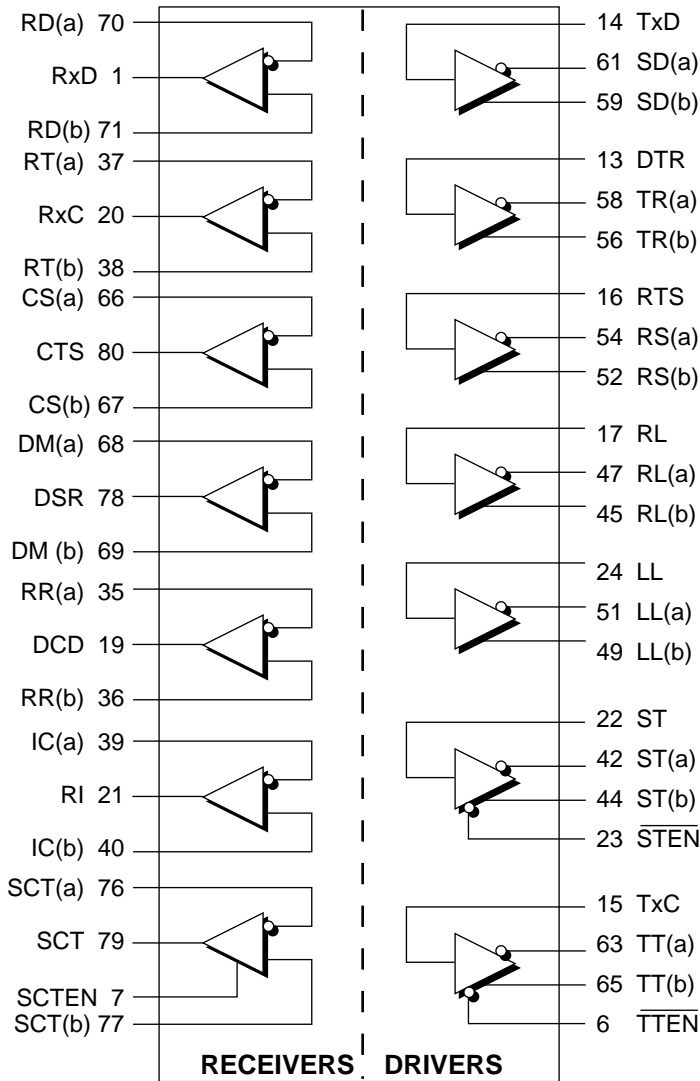 RD(a) 70
RxD 1
RD(b) 71
RT(a) 37
RxC 20
RT(b) 38
CS(a) 66
CTS 80
CS(b) 67
DM(a) 68
DSR 78
DM (b) 69
RR(a) 35
DCD 19
RR(b) 36
IC(a) 39
RI 21
IC(b) 40
SCT(a) 76
SCT 79
SCTEN 7
SCT(b) 77
14 TxD
61 SD(a)
59 SD(b)
13 DTR
58 TR(a)
56 TR(b)
16 RTS
54 RS(a)
52 RS(b)
17 RL
47 RL(a)
45 RL(b)
24 LL
51 LL(a)
49 LL(b)
22 ST
42 ST(a)
44 ST(b)
23 S̅T̅E̅N̅
15 TxC
63 TT(a)
65 TT(b)
6 T̅T̅E̅N̅
RECEIVERS DRIVERS